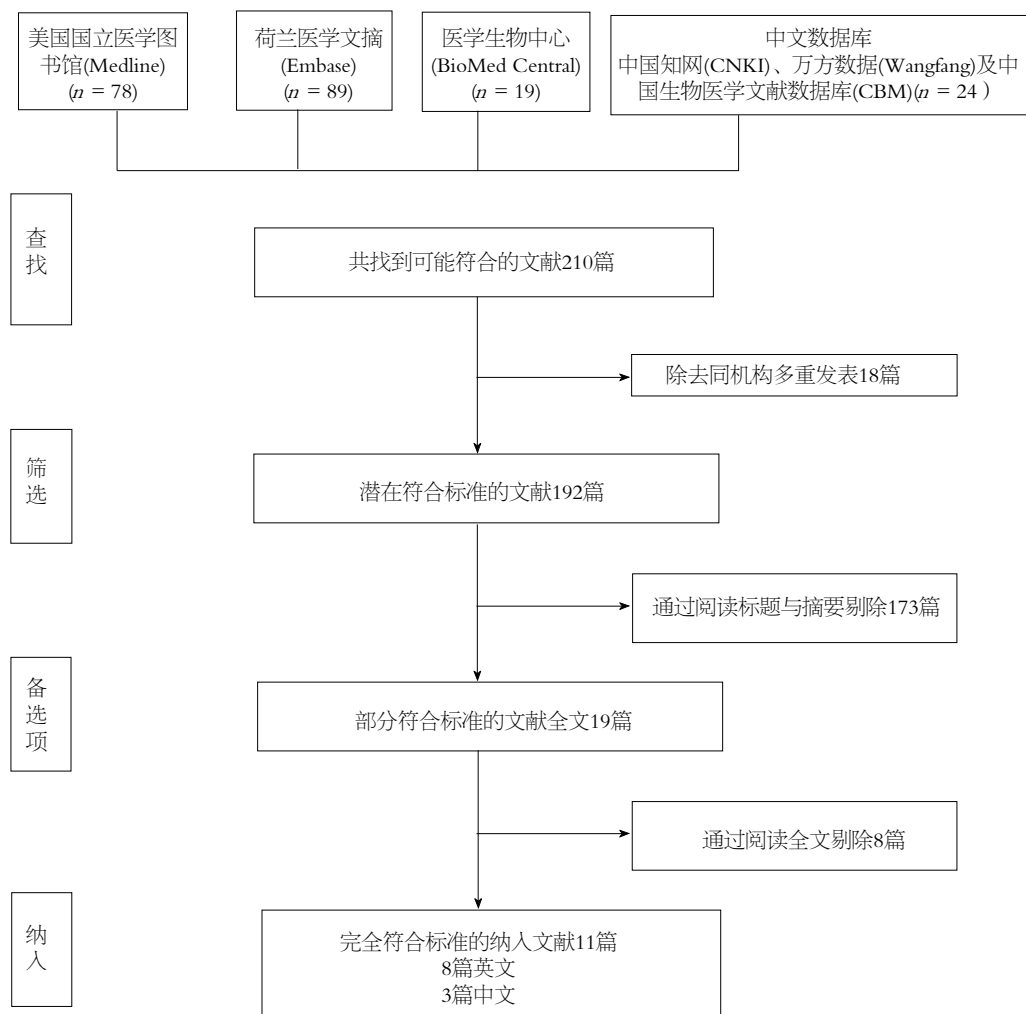 美国国立医学图
书馆(Medline)
(n = 78)
荷兰医学文摘
(Embase)
(n = 89)
医学生物中心
(BioMed Central)
(n = 19)
中文数据库
中国知网(CNKI)、万方数据(Wangfang)及中
国生物医学文献数据库(CBM)(n = 24 )
查
找
共找到可能符合的文献210篇
除去同机构多重发表18篇
筛
选
潜在符合标准的文献192篇
通过阅读标题与摘要剔除173篇
备
选
项
部分符合标准的文献全文19篇
通过阅读全文剔除8篇
纳
入
完全符合标准的纳入文献11篇
8篇英文
3篇中文